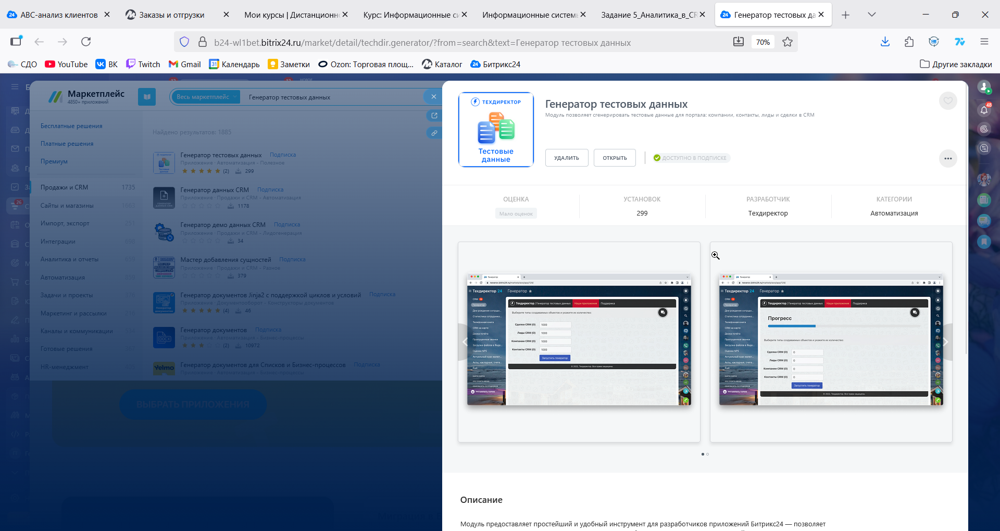 ABC-анализ клиентов
Заказы и отгрузки
Мои курсы | Дистанционн
Курс: Информационные си
Информационные системы
Задание 5_Аналитика_в_CR
Генератор тестовых да
b24-wl1bet.bitrix24.ru/market/detail/techdir.generator/?from=search&text=Генератор тестовых данных
70%
СДО
YouTube
ВК
Twitch
Gmail
Календарь
Заметки
Ozon: Торговая площ...
Каталог
Битрикс24
Другие закладки
Маркетплейс
4850+ приложений
Весь маркетплейс
Генератор тестовых данных
Бесплатные решения
Платные решения
Премиум
Продажи и CRM 1735
Сайты и магазины 1663
Импорт, экспорт 251
Интеграции 696
Аналитика и отчеты 659
Автоматизация
Задачи и проекты
Маркетинг и рассылки 216
Каналы и коммуникации 534
Готовые решения
HR-менеджмент
Найдено результатов: 1885
Генератор тестовых данных Подписка
Приложение · Автоматизация - Полезное
(2) 299
Генератор данных CRM Подписка
Приложение · Продажи и CRM - Автоматизация
1178
Генератор демо данных CRM Подписка
Приложение · Продажи и CRM - Лидогенерация
34
Мастер добавления сущностей Подписка
Приложение · Продажи и CRM - Разное
379
Генератор документов Jinja2 с поддержкой циклов и условий Подписка
Приложение · Документооборот - Конструкторы документов
(4) 46
Генератор документов Подписка
Приложение · Автоматизация - Бизнес-процессы
(2) 10972
Yelmo
Генератор документов для Списков и Бизнес-процессов Подписка
Приложение · Автоматизация - Бизнес-процессы
ВЫБРАТЬ ПРИЛОЖЕНИЯ
26
48
ТЕХДИРЕКТОР
Тестовые
данные
Генератор тестовых данных
Модуль позволяет сгенерировать тестовые данные для портала: компании, контакты, лиды и сделки в CRM
УДАЛИТЬ
ОТКРЫТЬ
ДОСТУПНО В ПОДПИСКЕ
ОЦЕНКА
Мало оценок
УСТАНОВОК
299
РАЗРАБОТЧИК
Техдиректор
КАТЕГОРИИ
Автоматизация
Техдиректор 24
Генератор
Техдиректор / Генератор тестовых данных
Наши приложения
Поддержка
Выберите типы создаваемых объектов и укажите их количество:
Сделки CRM (0) 1000
Лиды CRM (0) 1000
Компании CRM (0) 1000
Контакты CRM (0) 1000
Запустить генератор
© 2022, Техдиректор. Все права защищены.
Техдиректор 24
Генератор
Техдиректор / Генератор тестовых данных
Наши приложения
Поддержка
Прогресс
Выберите типы создаваемых объектов и укажите их количество:
Сделки CRM (0) 0
Лиды CRM (0) 0
Компании CRM (0) 0
Контакты CRM (0) 0
Запустить генератор
© 2022, Техдиректор. Все права защищены.
Описание
Модуль предоставляет простейший и удобный инструмент для разработчиков приложений Битрикс24 — позволяет